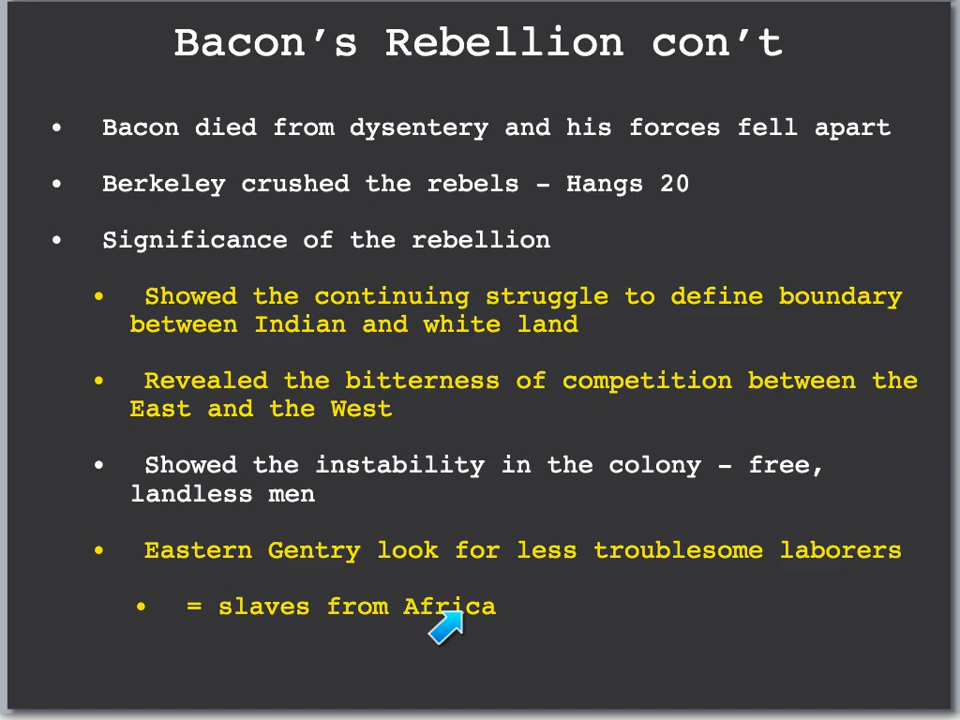 Bacon's Rebellion con't
• Bacon died from dysentery and his forces fell apart
• Berkeley crushed the rebels – Hangs 20
• Significance of the rebellion
• Showed the continuing struggle to define boundary
between Indian and white land
• Revealed the bitterness of competition between the
East and the West
• Showed the instability in the colony – free,
landless men
• Eastern Gentry look for less troublesome laborers
• = slaves from Africa